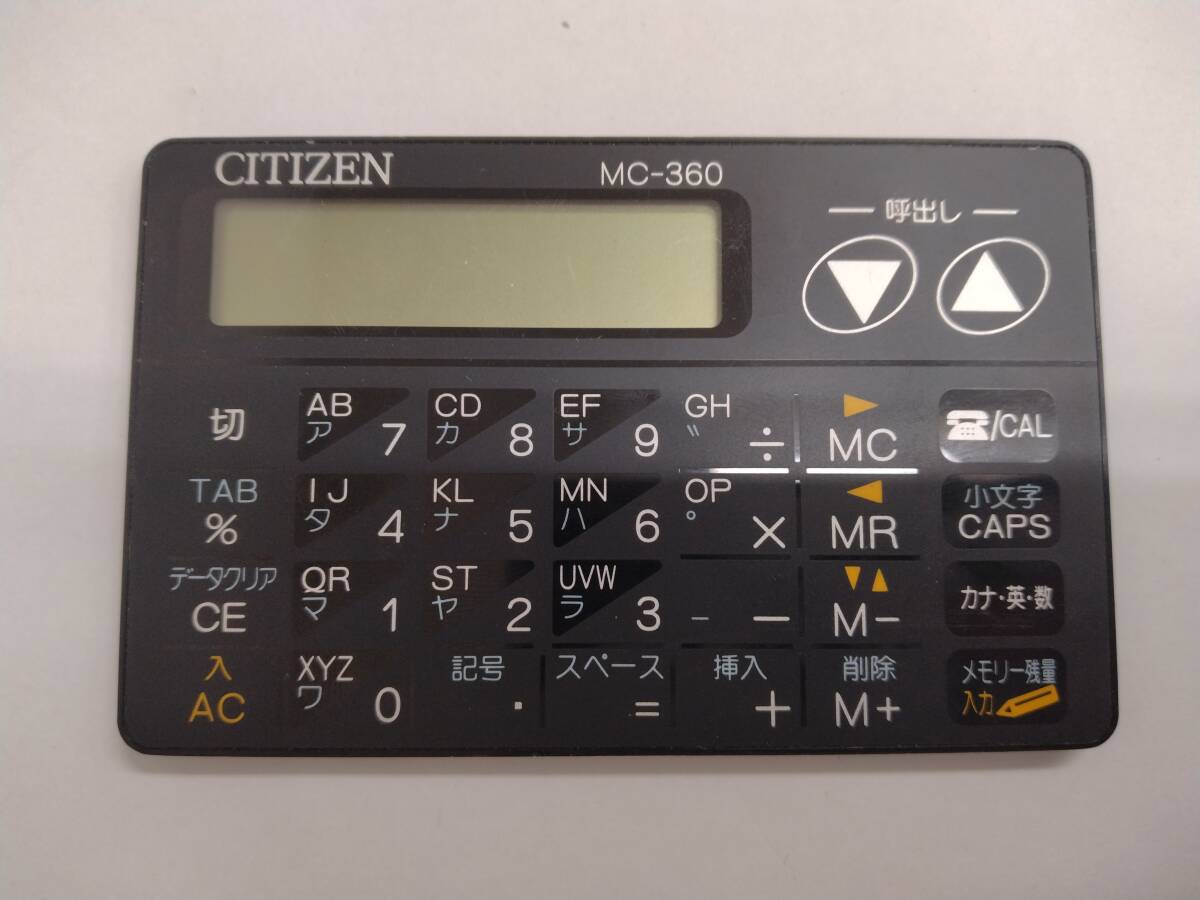 CITIZEN MC-360
呼出し
▼ ▲
切 AB ア 7 CD カ 8 EF サ 9 GH ゛ ÷ ▶ MC ☎/CAL
TAB % IJ タ 4 KL ナ 5 MN ハ 6 OP ゜ × ◀ MR 小文字 CAPS
データクリア CE QR マ 1 ST ヤ 2 UVW ラ 3 － − ▼▲ M− カナ・英・数
入 AC XYZ ワ 0 記号 . スペース = 挿入 + 削除 M+ メモリー残量 入力